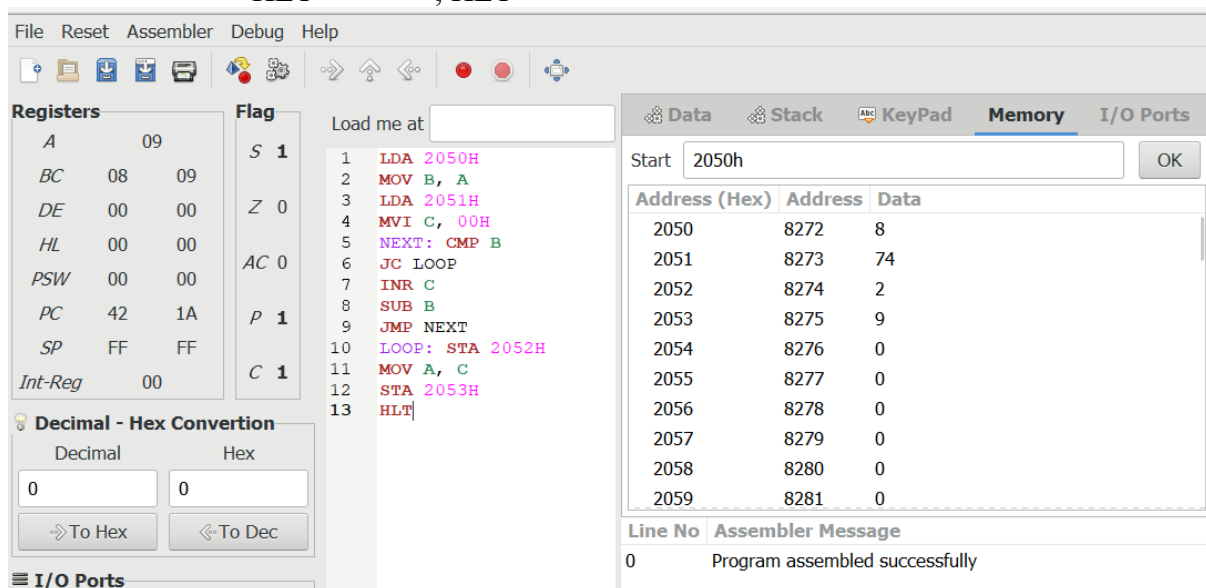 File Reset Assembler Debug Help
Registers
A 09
BC 08 09
DE 00 00
HL 00 00
PSW 00 00
PC 42 1A
SP FF FF
Int-Reg 00
Flag
S 1
Z 0
AC 0
P 1
C 1
Decimal - Hex Convertion
Decimal Hex
0 0
To Hex To Dec
I/O Ports
Load me at
1 LDA 2050H
2 MOV B, A
3 LDA 2051H
4 MVI C, 00H
5 NEXT: CMP B
6 JC LOOP
7 INR C
8 SUB B
9 JMP NEXT
10 LOOP: STA 2052H
11 MOV A, C
12 STA 2053H
13 HLT
Data Stack Abc KeyPad Memory I/O Ports
Start 2050h OK
Address (Hex) Address Data
2050 8272 8
2051 8273 74
2052 8274 2
2053 8275 9
2054 8276 0
2055 8277 0
2056 8278 0
2057 8279 0
2058 8280 0
2059 8281 0
Line No Assembler Message
0 Program assembled successfully